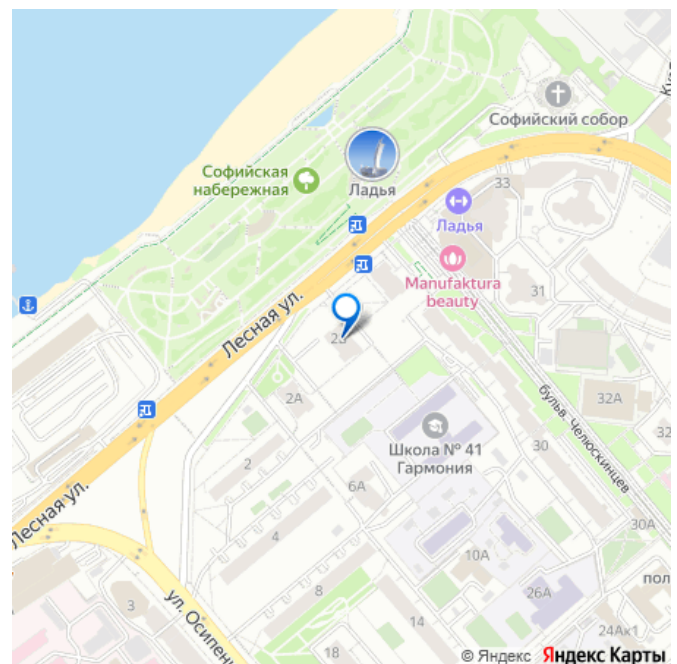 Софийский собор
Софийская
набережная
Ладья
33
Ладья
Manufaktura
beauty
31
Лесная ул.
2А
32А
бульв. Челюскинцев
Школа № 41
Гармония
30
2
6А
Лесная ул.
4
10А
30А
8
26А
пол
3
ул. Осипен
14
24Ак1
18
© Яндекс Яндекс Карты